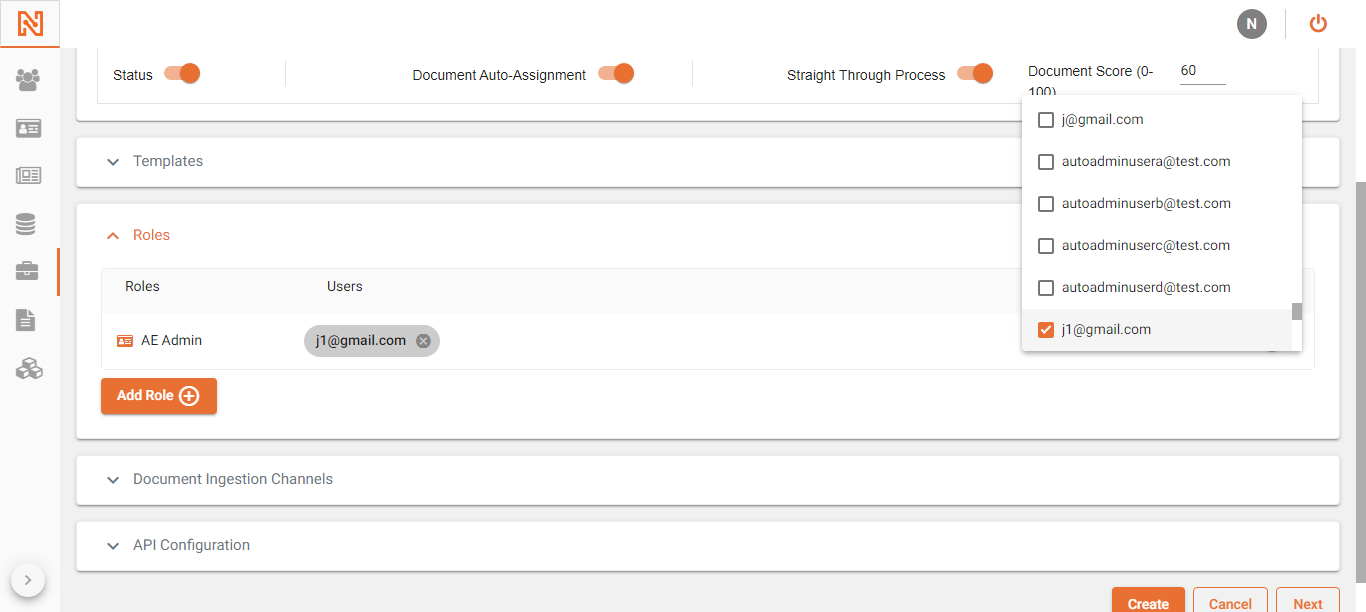 N
Status
Document Auto-Assignment
Straight Through Process
Document Score (0-
100)
60
j@gmail.com
autoadminusera@test.com
autoadminuserb@test.com
autoadminuserc@test.com
autoadminuserd@test.com
j1@gmail.com
Templates
Roles
Roles Users
AE Admin j1@gmail.com
Add Role
Document Ingestion Channels
API Configuration
Create Cancel Next